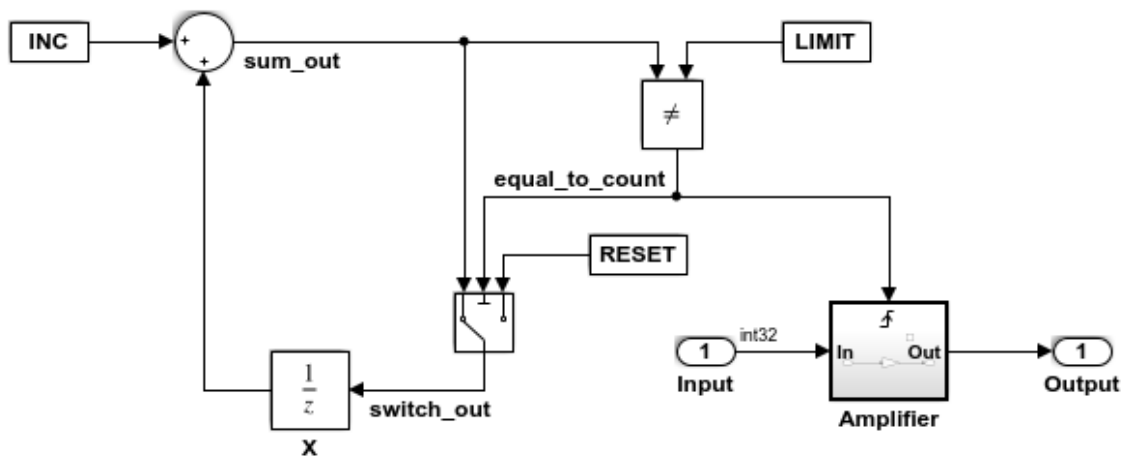 INC
+
+
sum_out
LIMIT
≠
equal_to_count
RESET
1
z
X
switch_out
1
Input
int32
In
Out
Amplifier
1
Output